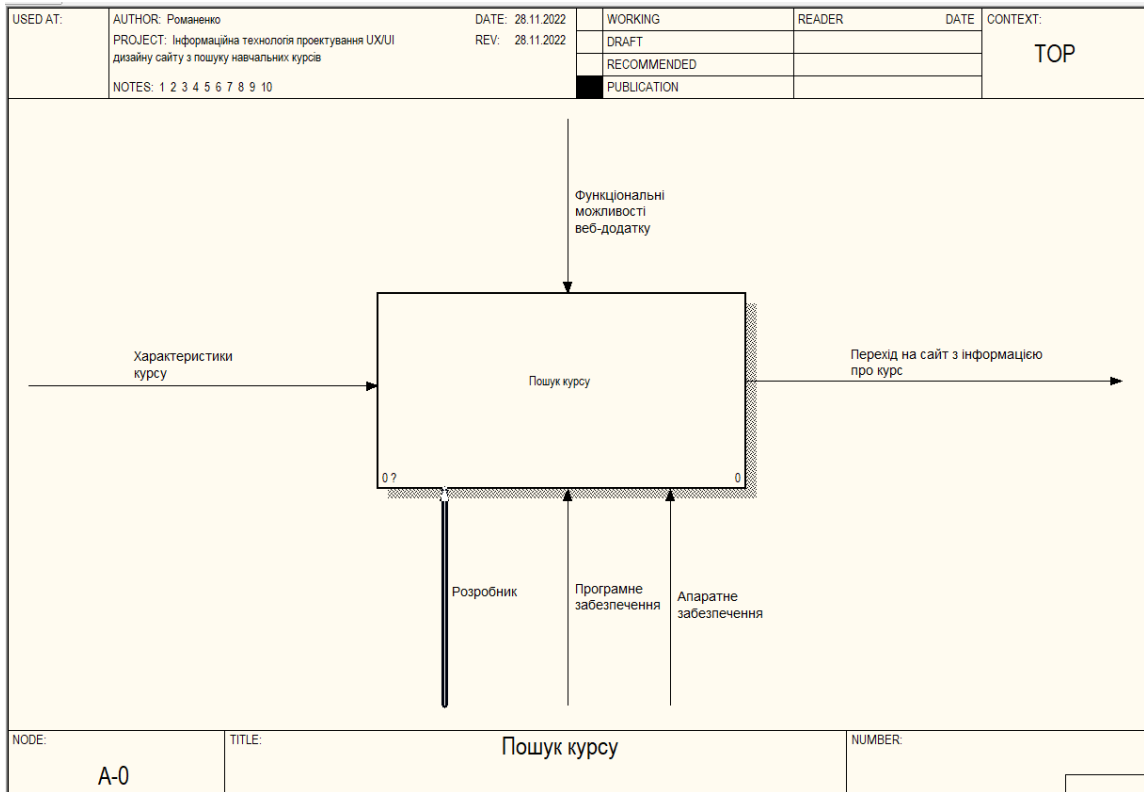 USED AT:
AUTHOR: Романенко
DATE: 28.11.2022
PROJECT: Інформаційна технологія проектування UX/UI
REV: 28.11.2022
дизайну сайту з пошуку навчальних курсів
NOTES: 1 2 3 4 5 6 7 8 9 10
WORKING
DRAFT
RECOMMENDED
PUBLICATION
READER DATE
CONTEXT:
TOP
Функціональні
можливості
веб-додатку
Характеристики
курсу
Пошук курсу
0 ?
0
Перехід на сайт з інформацією
про курс
Розробник
Програмне
забезпечення
Апаратне
забезпечення
NODE:
A-0
TITLE:
Пошук курсу
NUMBER: